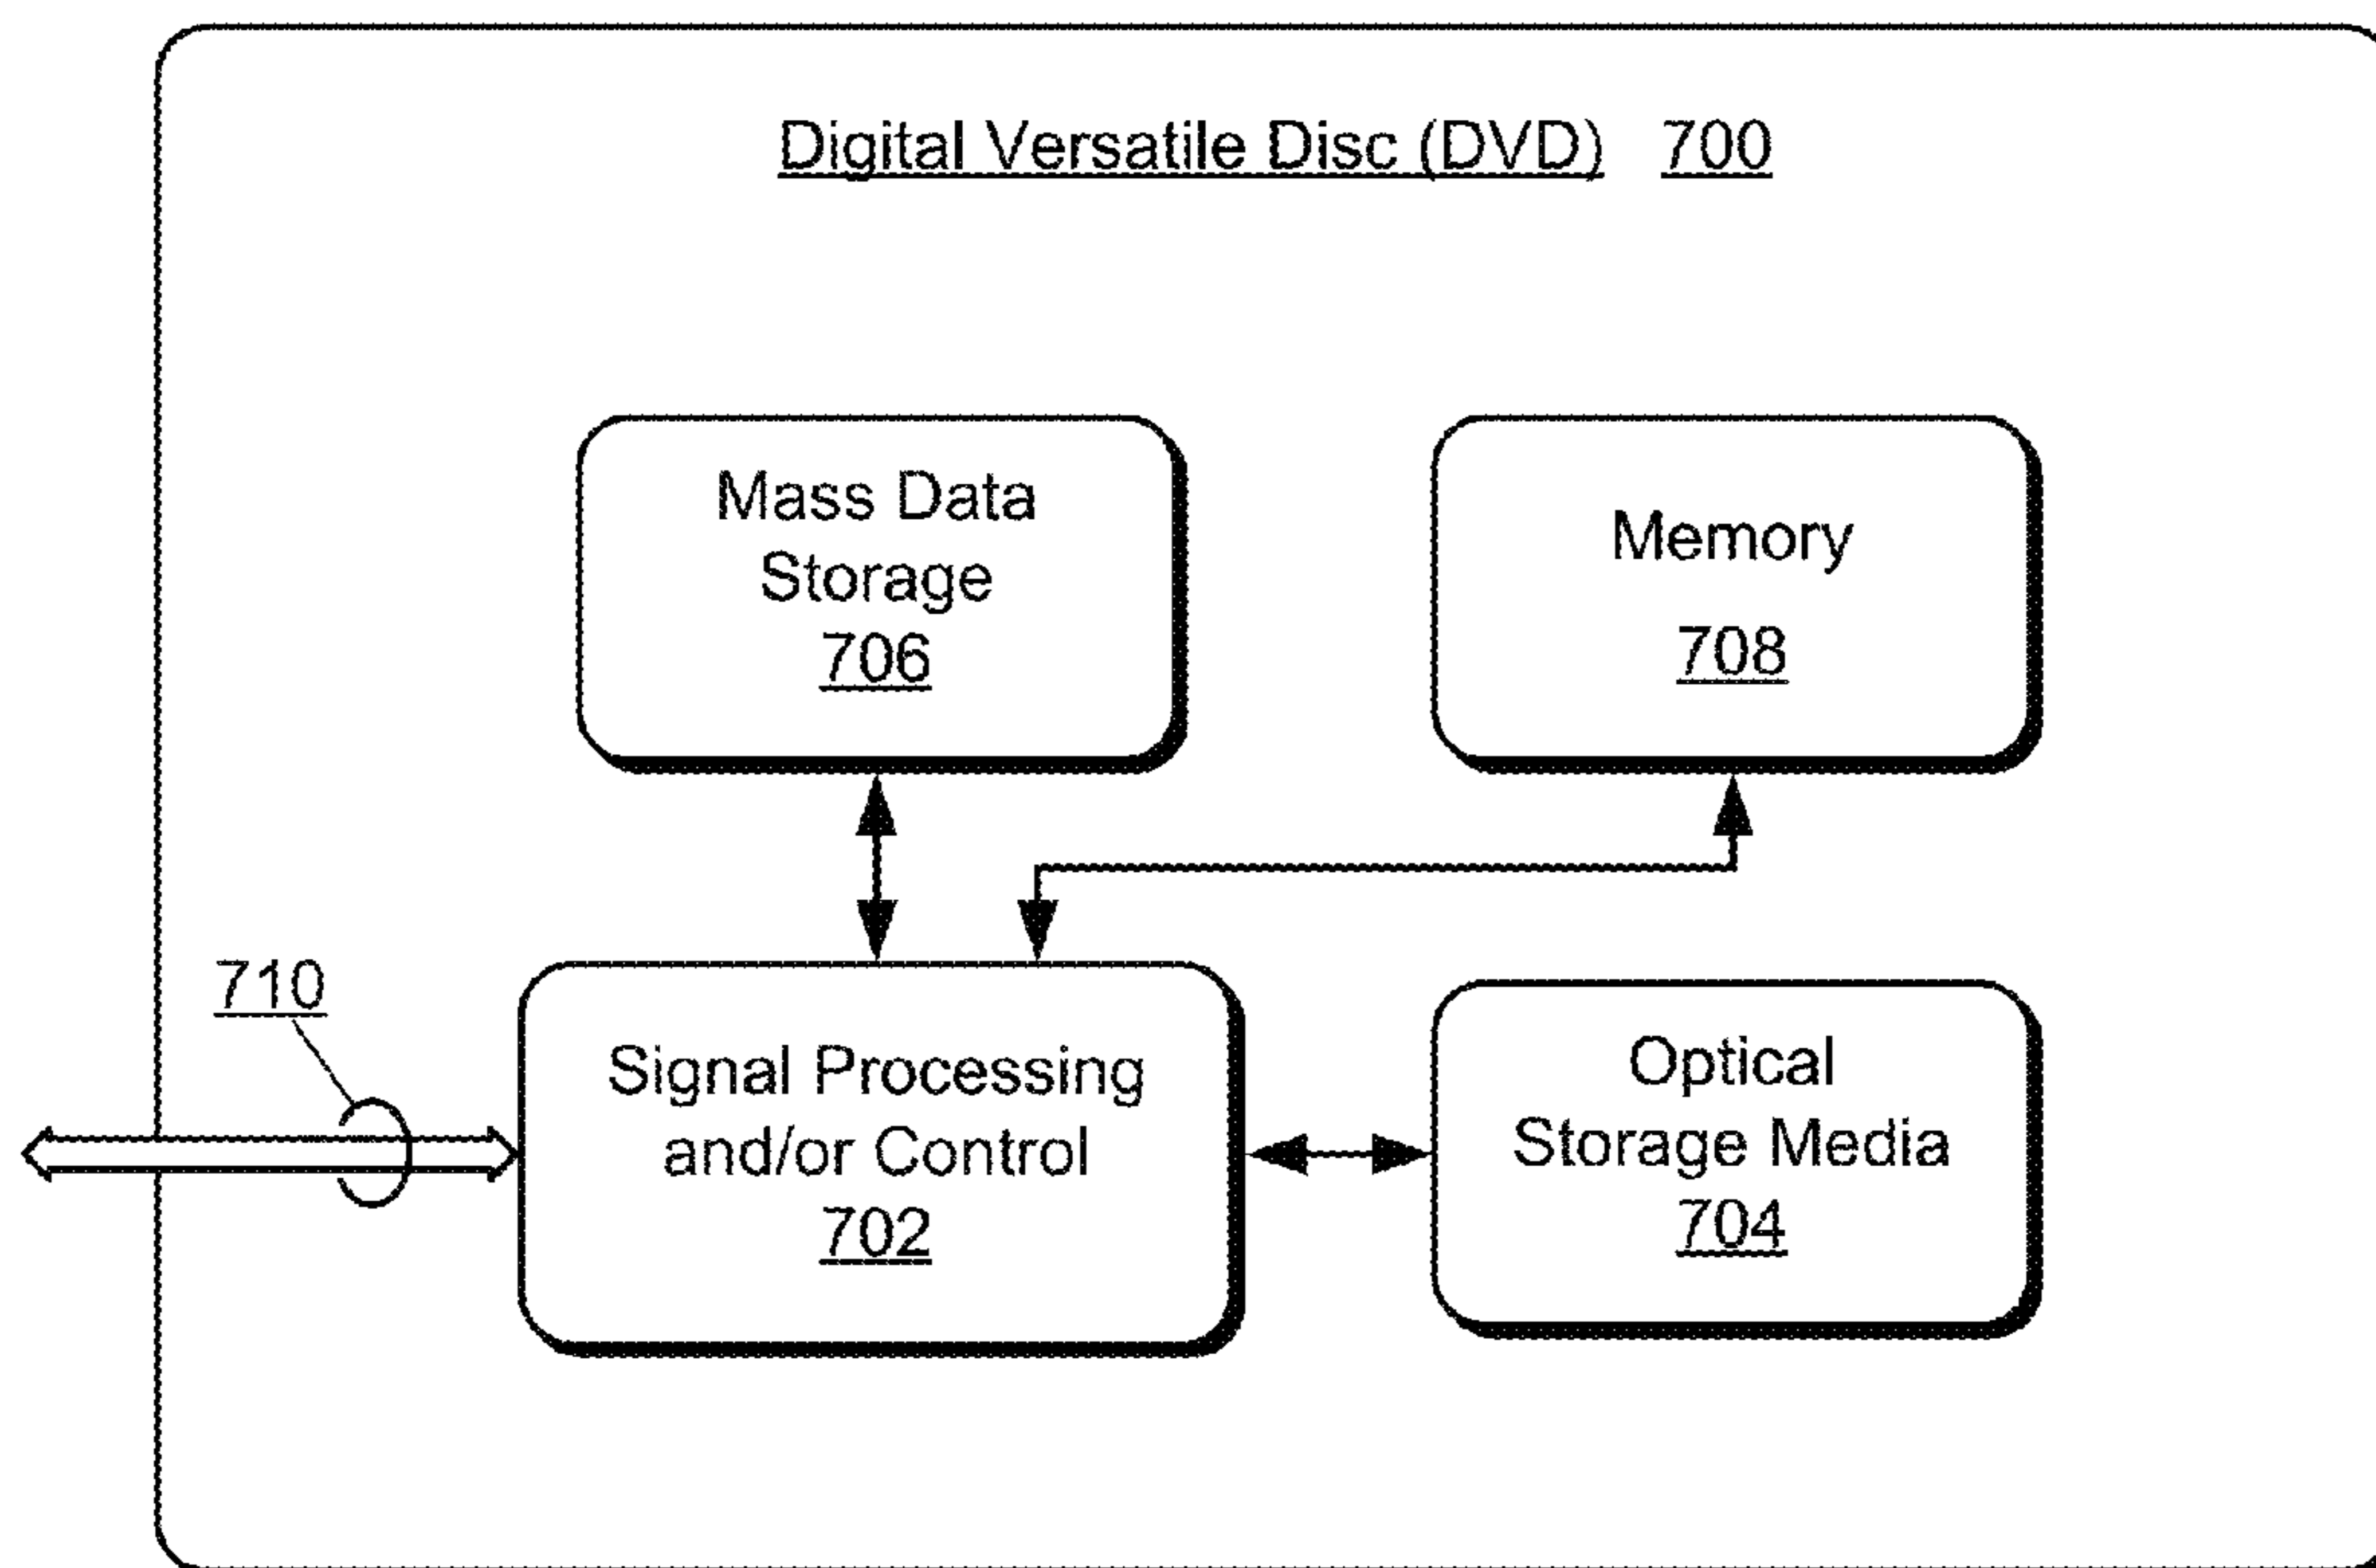 Digital Versatile Disc (DVD) 700
Mass Data
Storage
706
Memory
708
710
Signal Processing
and/or Control
702
Optical
Storage Media
704